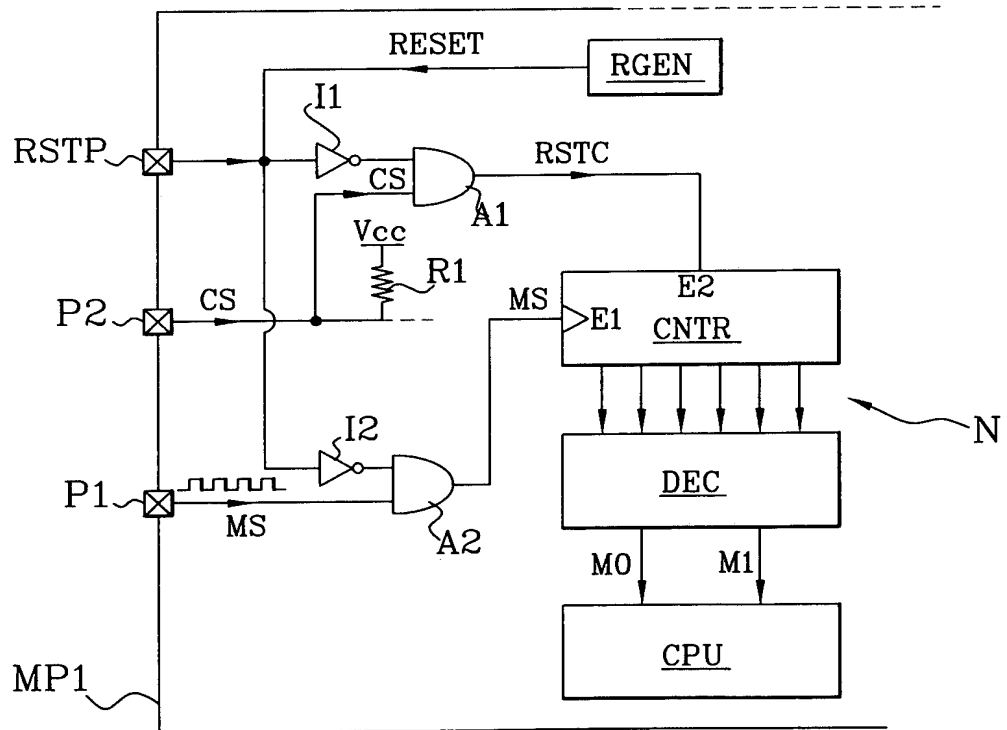 RESET
RGEN
I1
RSTP
RSTC
CS
A1
Vcc
R1
P2
CS
MS
E2
E1
CNTR
N
I2
DEC
P1
MS
A2
M0
M1
CPU
MP1